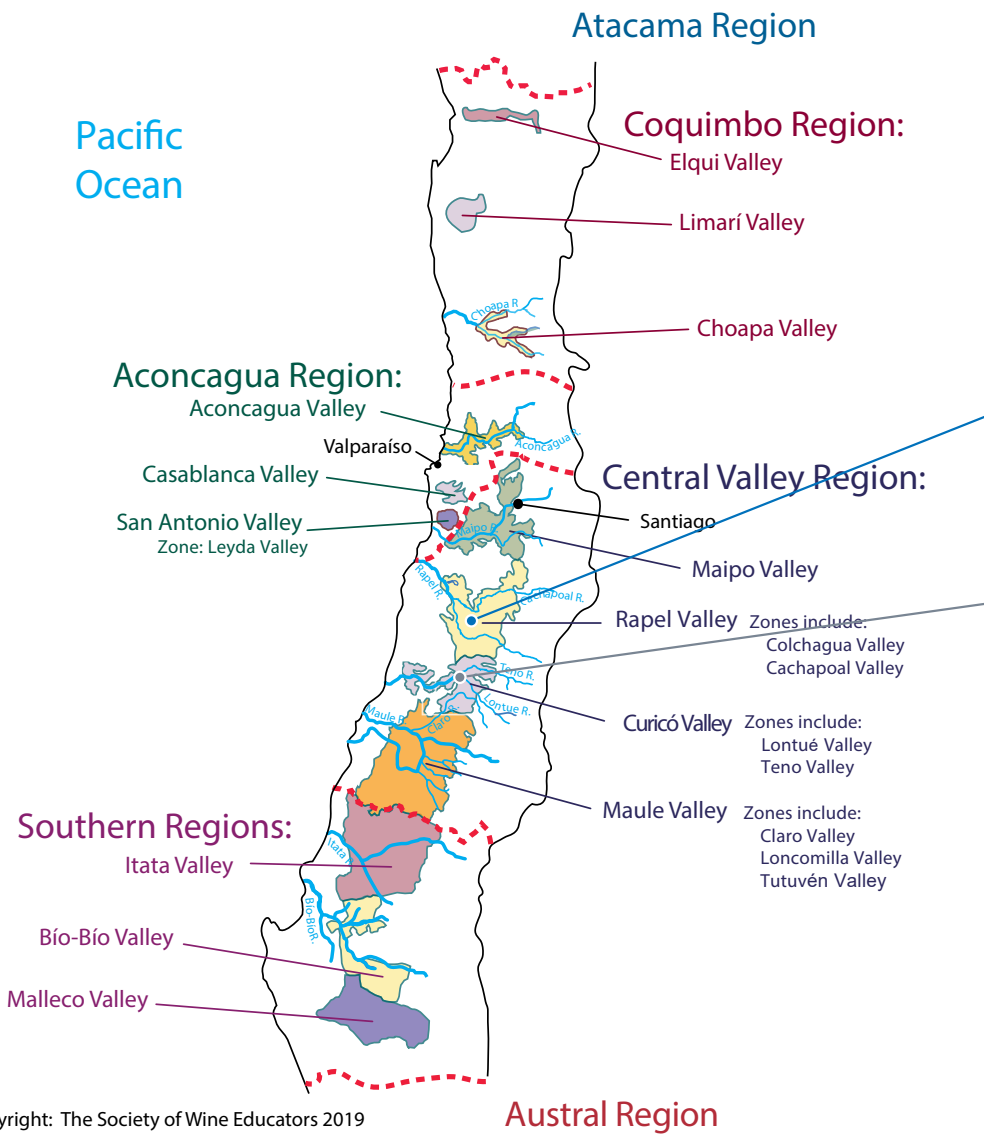 Atacama Region
Pacific
Ocean
Coquimbo Region:
Elqui Valley
Limarí Valley
Choapa R
Choapa Valley
Aconcagua Region:
Aconcagua Valley
Aconcagua R.
Valparaíso
Casablanca Valley
Central Valley Region:
San Antonio Valley
Zone: Leyda Valley
Santiago
Maipo R.
Maipo Valley
Rapel R.
Cachapoal R.
Rapel Valley Zones include:
Colchagua Valley
Cachapoal Valley
Teno R.
Lontue R.
Curicó Valley Zones include:
Lontué Valley
Teno Valley
Maule R.
Claro R.
Maule Valley Zones include:
Claro Valley
Loncomilla Valley
Tutuvén Valley
Southern Regions:
Itata Valley
Itata R.
Bío-Bío R.
Bío-Bío Valley
Malleco Valley
yright: The Society of Wine Educators 2019
Austral Region